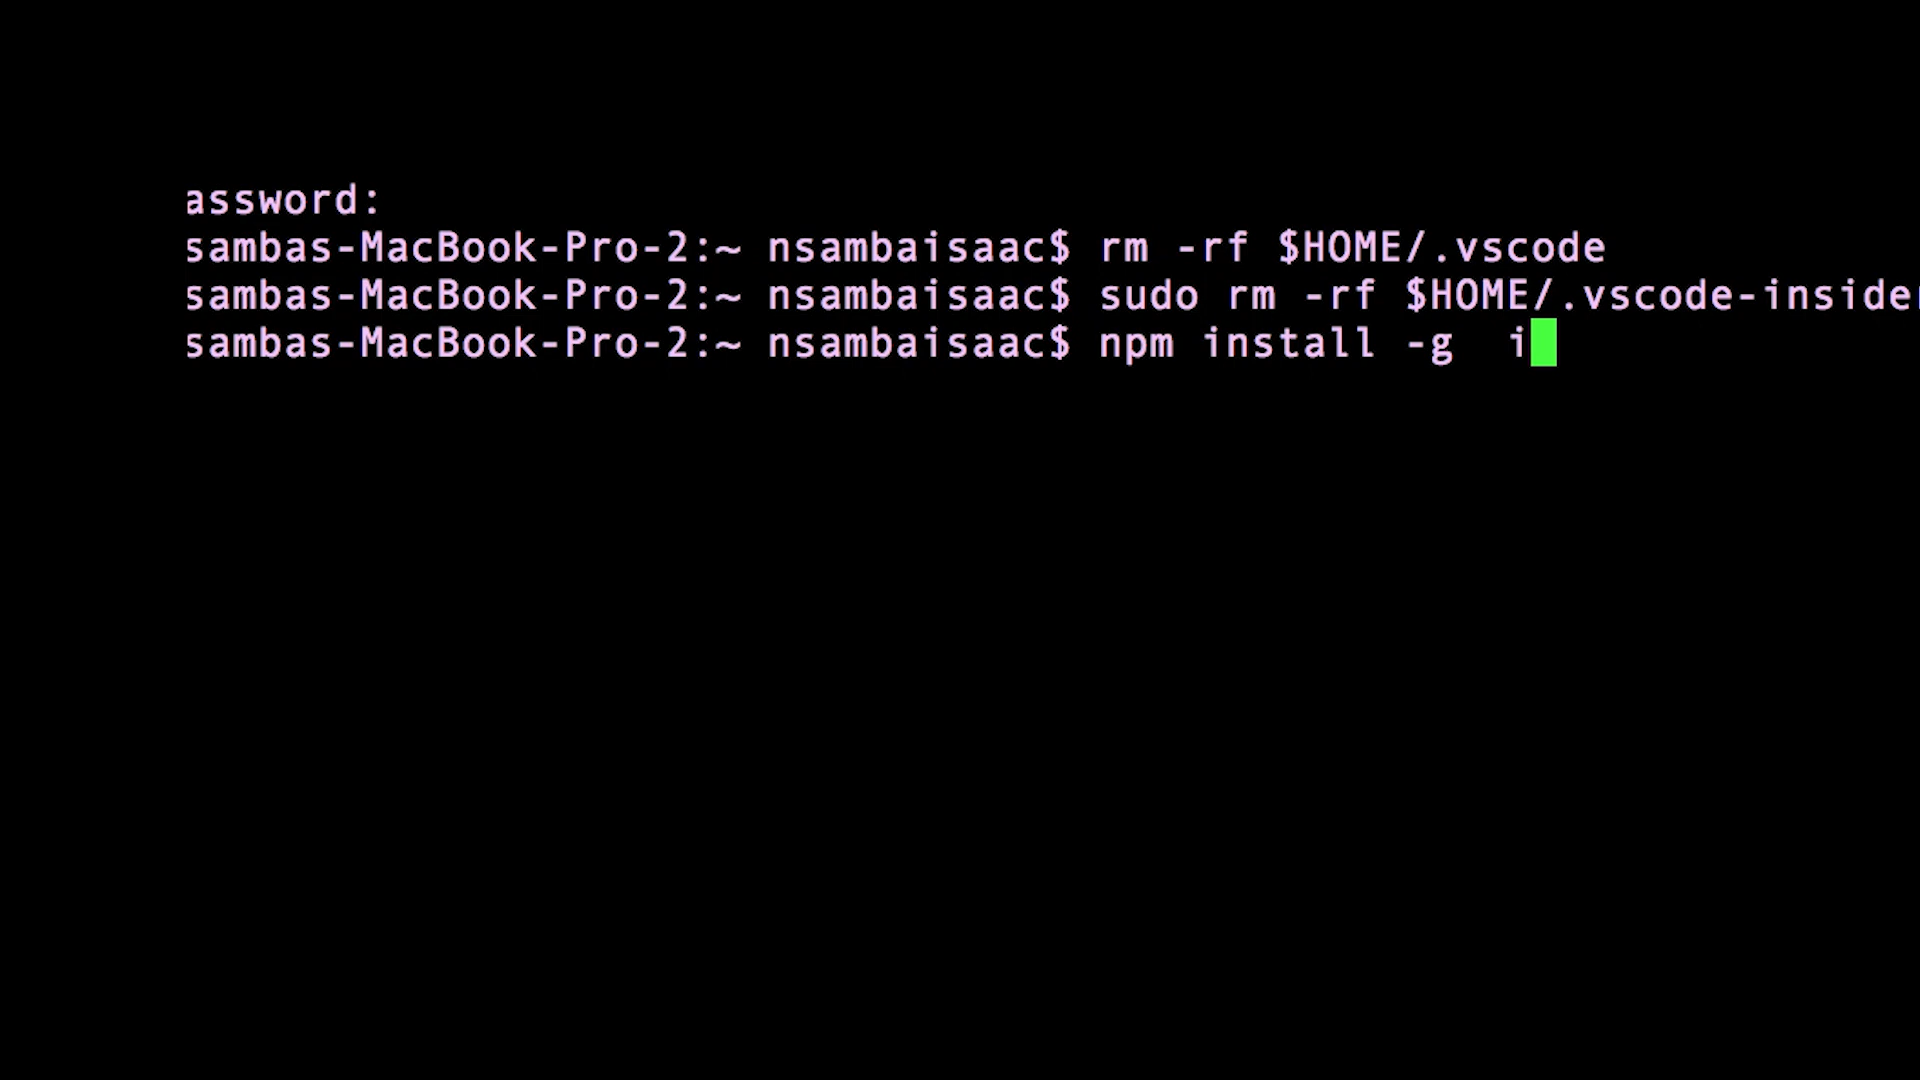 assword:
sambas-MacBook-Pro-2:~ nsambaisaac$ rm -rf $HOME/.vscode
sambas-MacBook-Pro-2:~ nsambaisaac$ sudo rm -rf $HOME/.vscode-insider
sambas-MacBook-Pro-2:~ nsambaisaac$ npm install -g  i